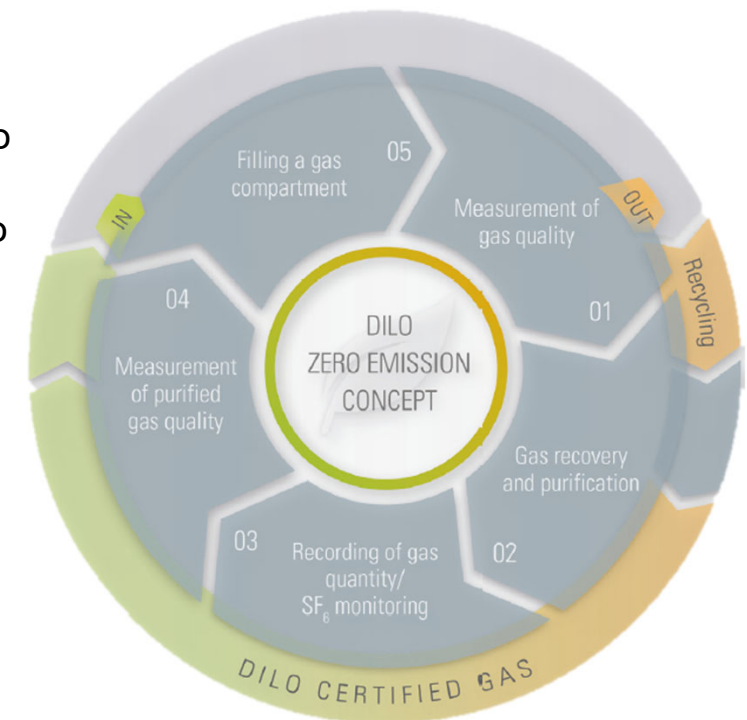 DILO
ZERO EMISSION
CONCEPT
Measurement of
gas quality
01
OUT
Recycling
Gas recovery
and purification
02
Recording of gas
quantity/
SF₆ monitoring
03
Measurement
of purified
gas quality
04
IN
Filling a gas
compartment
05
DILO CERTIFIED GAS